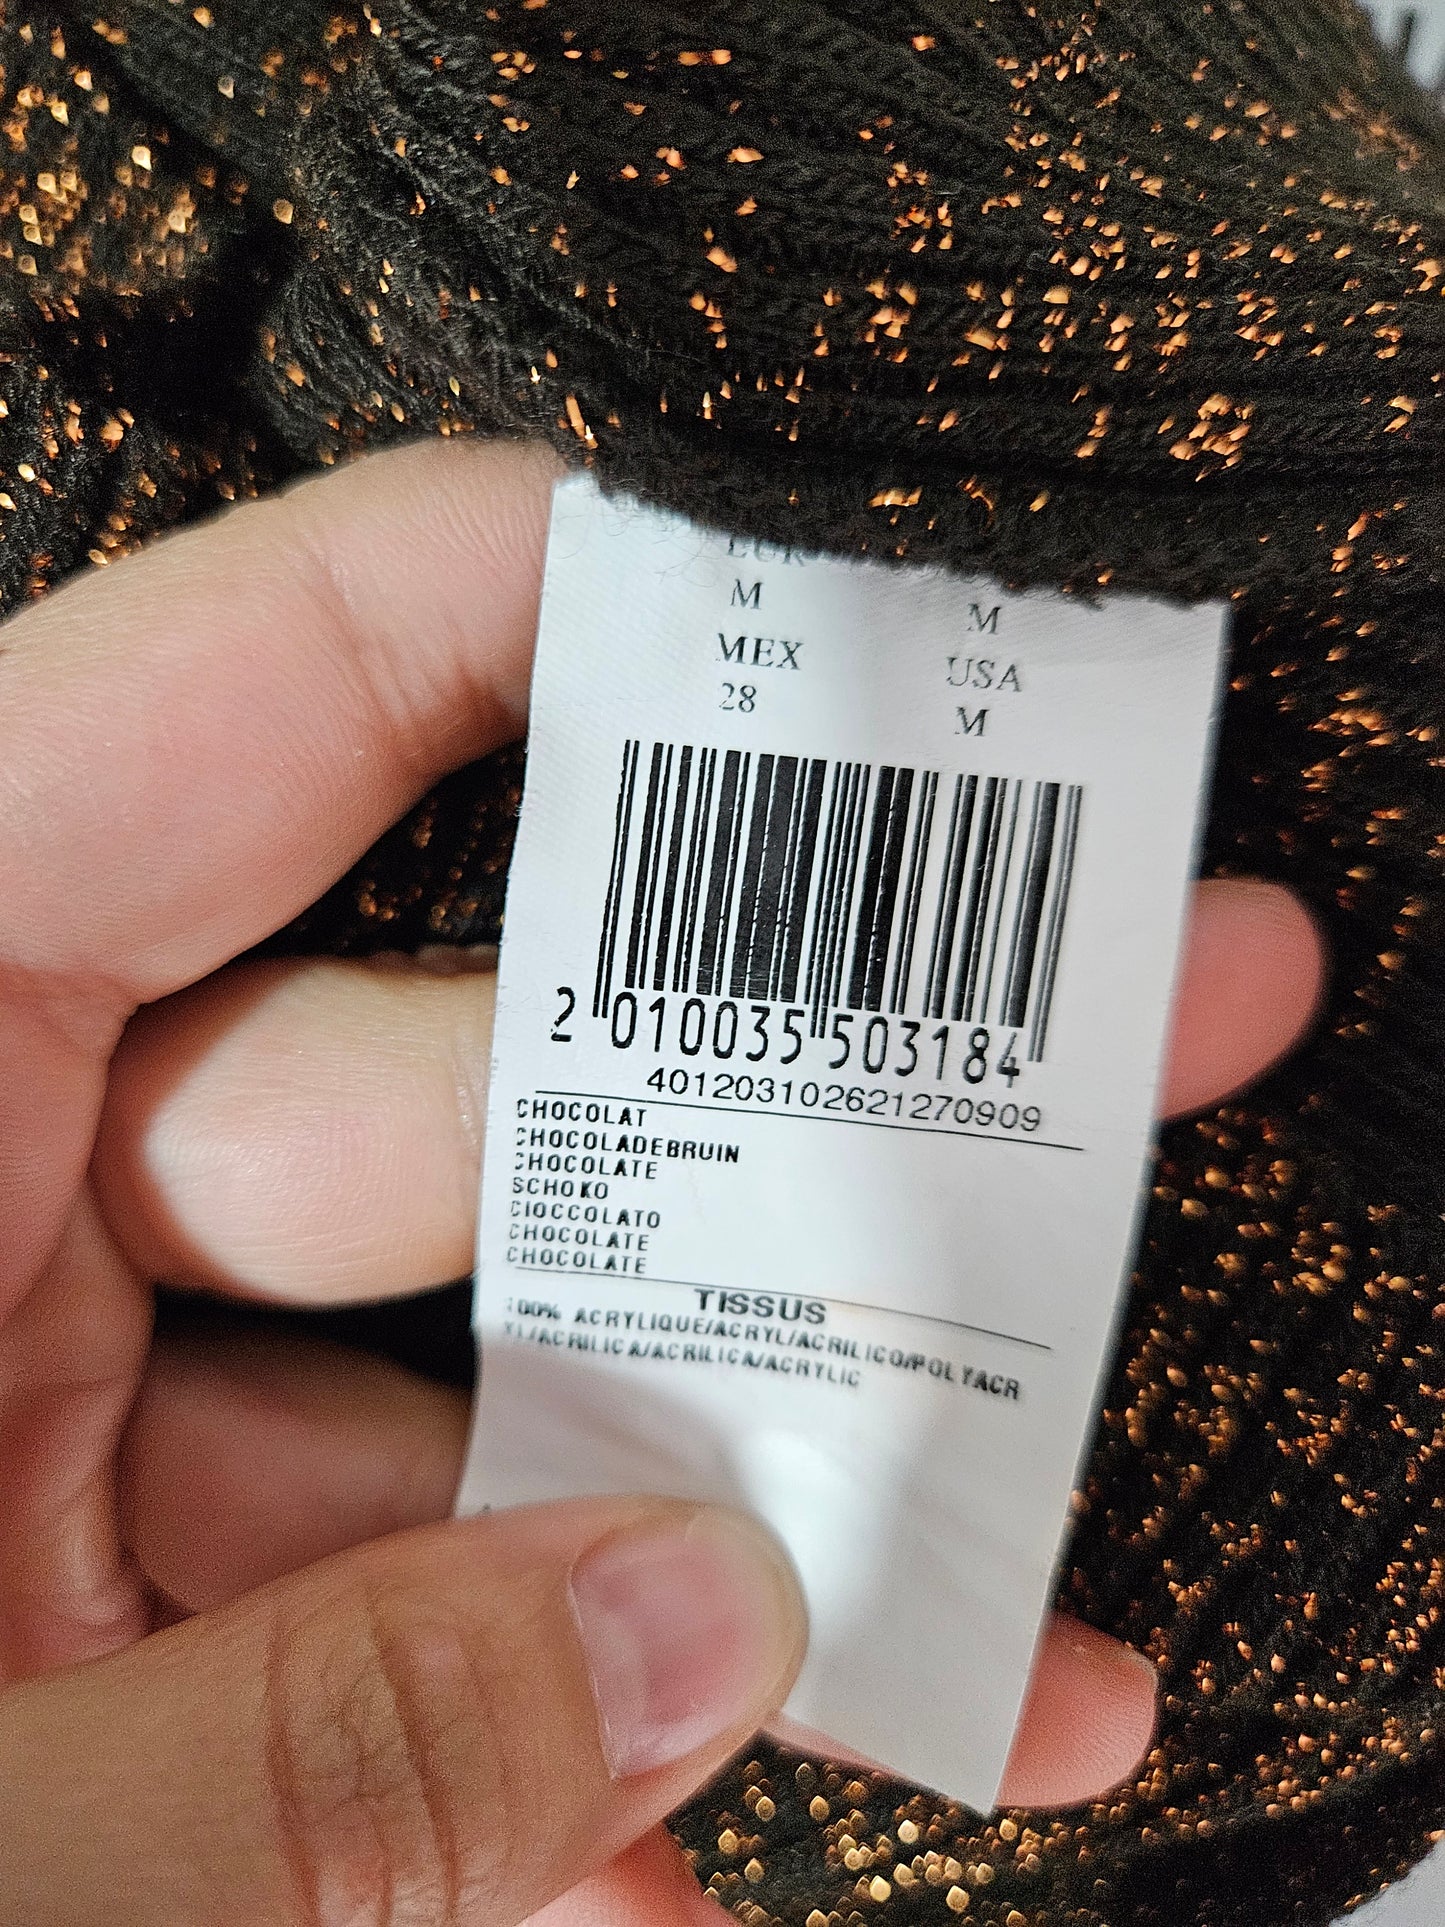 EUR
M M
MEX USA
28 M
2 010035 503184
401203102621270909
CHOCOLAT
CHOCOLADEBRUIN
CHOCOLATE
SCHOKO
CIOCCOLATO
CHOCOLATE
CHOCOLATE
TISSUS
100% ACRYLIQUE/ACRYL/ACRILICO/POLYACR
YL/ACRILICA/ACRILICA/ACRYLIC